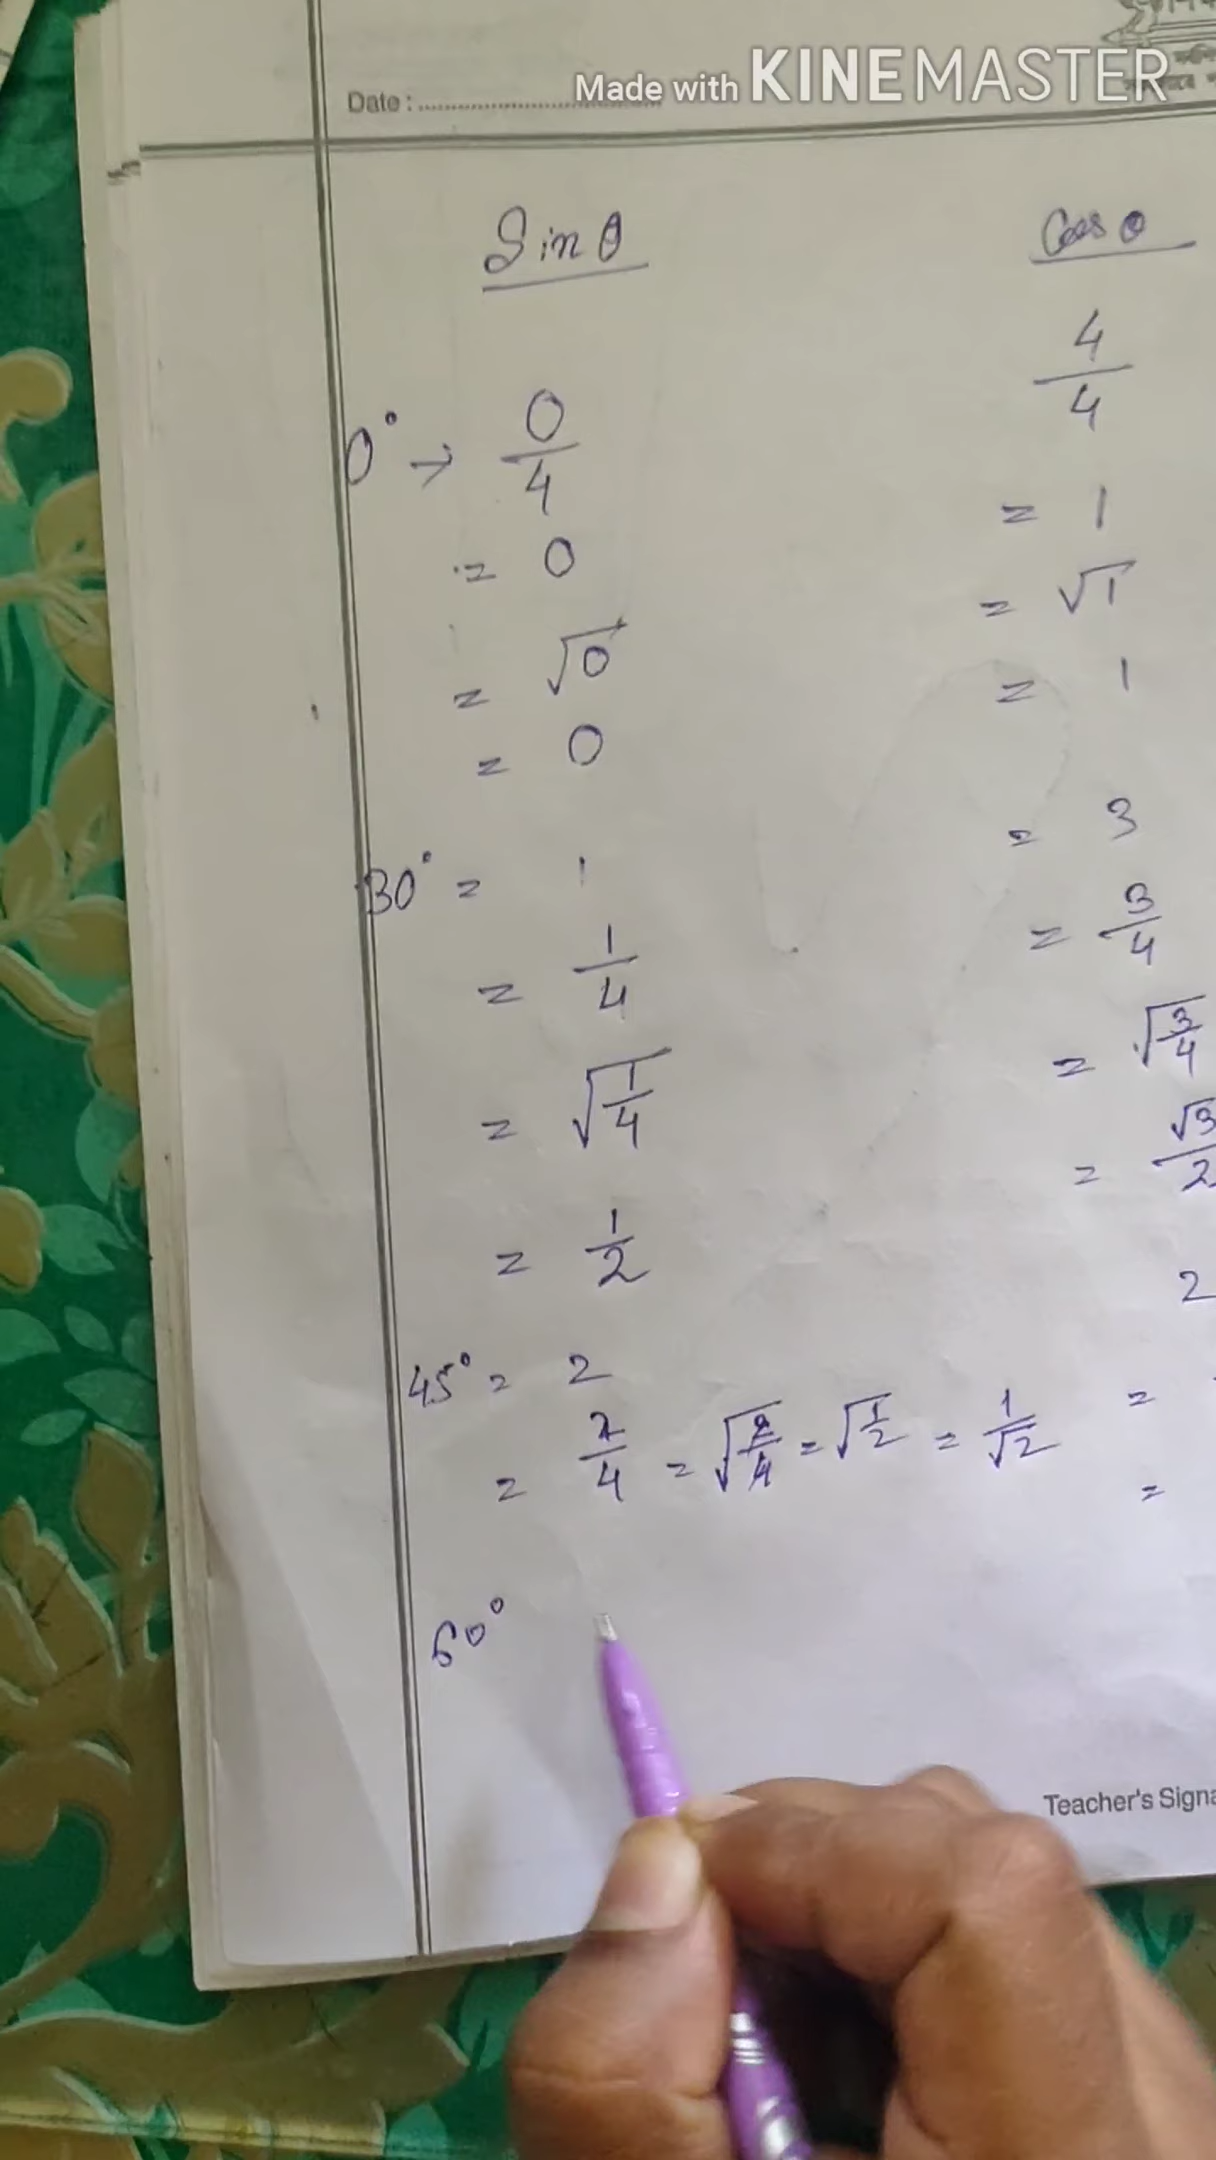 Made with KINEMASTER
Date :
Sin θ
Cos θ
0° → 0/4
4/4
= 0
= 1
= √0
= √1
= 0
= 1
30° = 1
= 3
= 1/4
= 3/4
= √1/4
= √3/4
= 1/2
= √3/2
45° = 2
2
= 2/4 = √2/4 = √1/2 = 1/√2
=
=
60°
Teacher's Signa